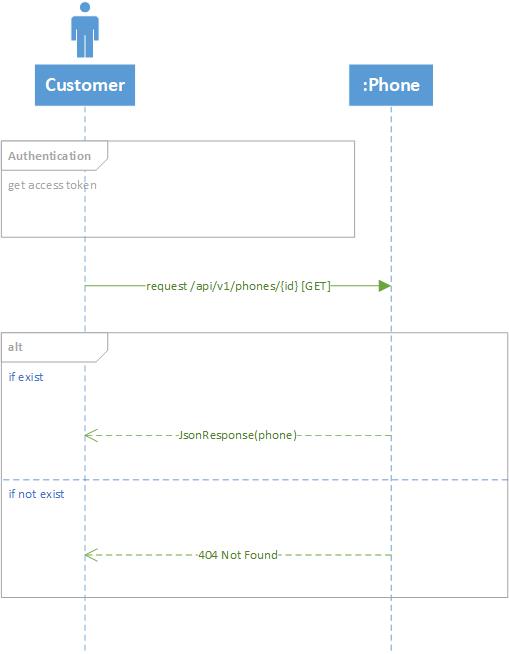 Customer
:Phone
Authentication
get access token
request /api/v1/phones/{id} [GET]
alt
if exist
JsonResponse(phone)
if not exist
404 Not Found